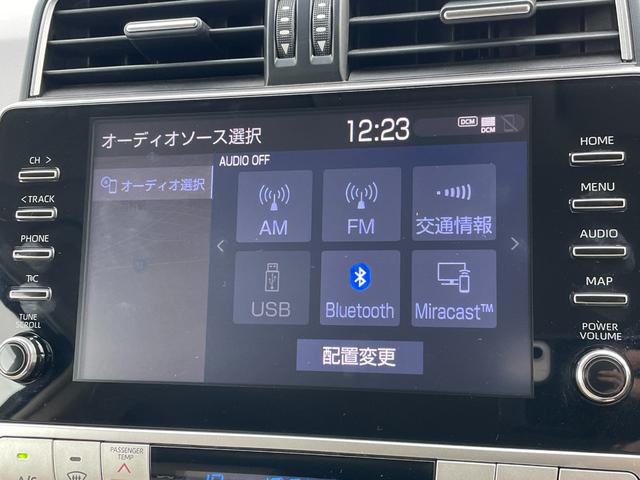 オーディオソース選択
12:23
DCM
DCM
オーディオ選択
AUDIO OFF
AM
FM
交通情報
USB
Bluetooth
Miracast™
配置変更
CH >
< TRACK
PHONE
T/C
TUNE
SCROLL
HOME
MENU
AUDIO
MAP
POWER
VOLUME
A/C
PASSENGER
TEMP